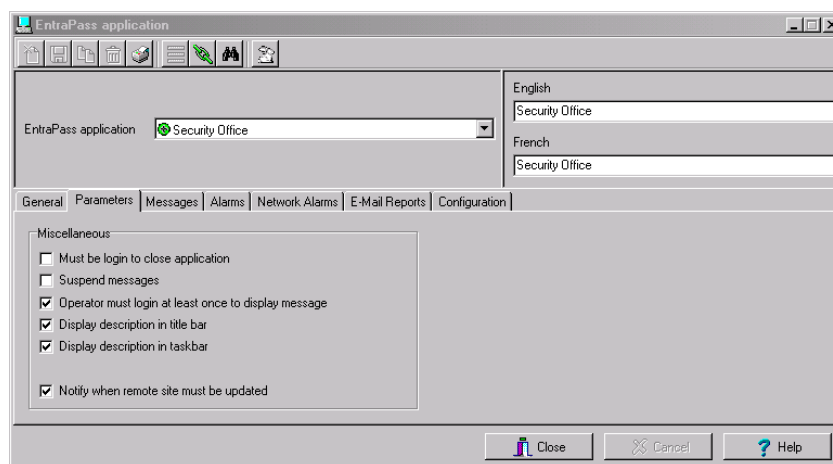 EntraPass application
English
Security Office
EntraPass application Security Office
French
Security Office
General Parameters Messages Alarms Network Alarms E-Mail Reports Configuration
Miscellaneous
Must be login to close application
Suspend messages
Operator must login at least once to display message
Display description in title bar
Display description in taskbar
Notify when remote site must be updated
Close Cancel Help